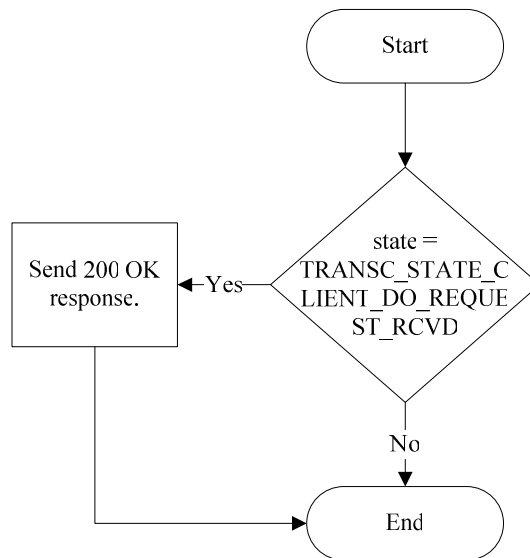 Start
state =
TRANSC_STATE_C
LIENT_DO_REQUE
ST_RCVD
Send 200 OK
response.
Yes
No
End